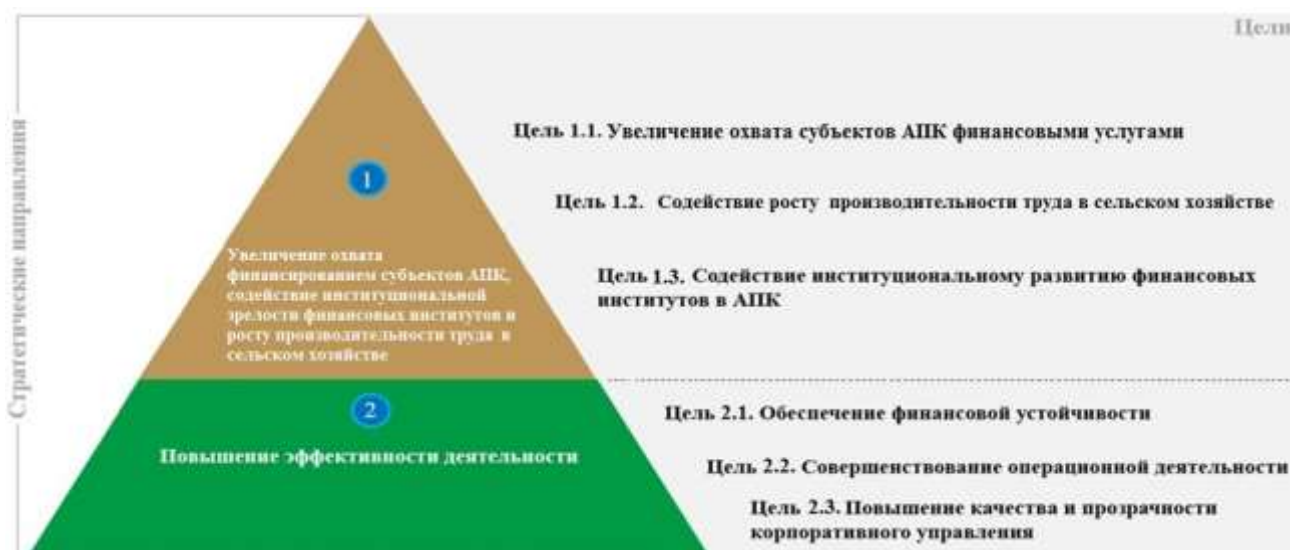 Цели
Стратегические направления
Цель 1.1. Увеличение охвата субъектов АПК финансовыми услугами
1
Цель 1.2. Содействие росту производительности труда в сельском хозяйстве
Увеличение охвата
финансированием субъектов АПК,
содействие институциональной
зрелости финансовых институтов и
росту производительности труда в
сельском хозяйстве
Цель 1.3. Содействие институциональному развитию финансовых
институтов в АПК
2
Повышение эффективности деятельности
Цель 2.1. Обеспечение финансовой устойчивости
Цель 2.2. Совершенствование операционной деятельности
Цель 2.3. Повышение качества и прозрачности
корпоративного управления